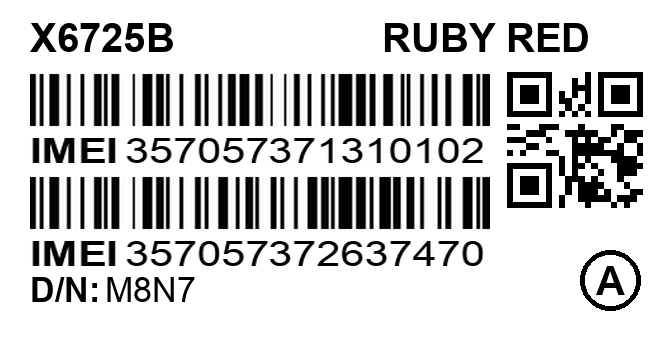 X6725B RUBY RED
IMEI 357057371310102
IMEI 357057372637470
D/N: M8N7
A